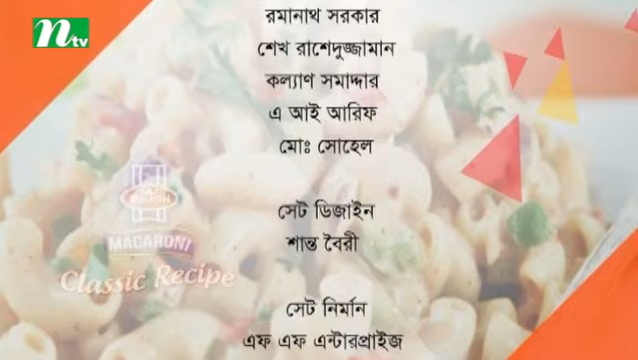 ntv
রমানাথ সরকার
শেখ রাশেদুজ্জামান
কল্যাণ সমাদ্দার
এ আই আরিফ
মোঃ সোহেল
সেট ডিজাইন
শান্ত বৈরী
MACARONI
Classic Recipe
সেট নির্মান
এফ এফ এন্টারপ্রাইজ